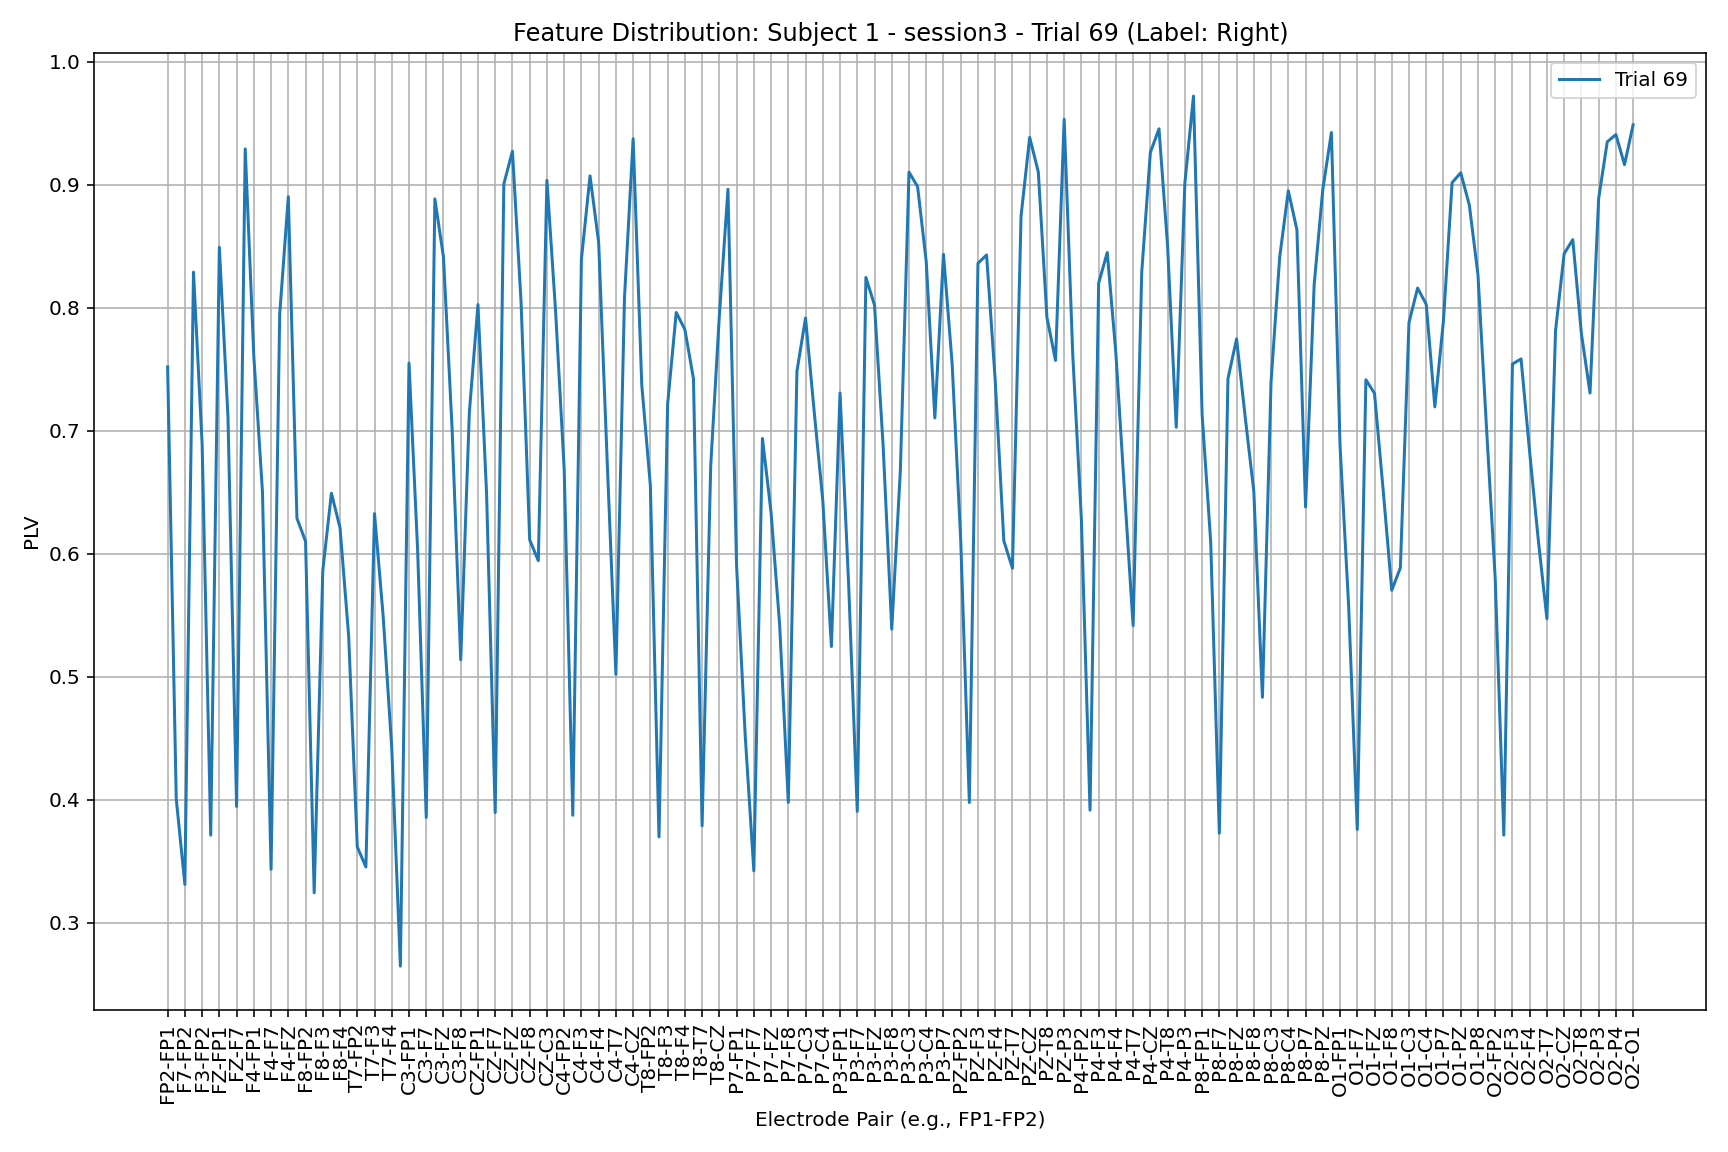 Feature Distribution: Subject 1 - session3 - Trial 69 (Label: Right)
Trial 69
1.0
0.9
0.8
0.7
0.6
0.5
0.4
0.3
PLV
FP2-FP1
F7-FP2
F3-FP2
FZ-FP1
FZ-F7
F4-FP1
F4-F7
F4-FZ
F8-FP2
F8-F3
F8-F4
T7-FP2
T7-F3
T7-F4
C3-FP1
C3-F7
C3-FZ
C3-F8
CZ-FP1
CZ-F7
CZ-FZ
CZ-F8
CZ-C3
C4-FP2
C4-F3
C4-F4
C4-T7
C4-CZ
T8-FP2
T8-F3
T8-F4
T8-T7
T8-CZ
P7-FP1
P7-F7
P7-FZ
P7-F8
P7-C3
P7-C4
P3-FP1
P3-F7
P3-FZ
P3-F8
P3-C3
P3-C4
P3-P7
PZ-FP2
PZ-F3
PZ-F4
PZ-T7
PZ-CZ
PZ-T8
PZ-P3
P4-FP2
P4-F3
P4-F4
P4-T7
P4-CZ
P4-T8
P4-P3
P8-FP1
P8-F7
P8-FZ
P8-F8
P8-C3
P8-C4
P8-P7
P8-PZ
O1-FP1
O1-F7
O1-FZ
O1-F8
O1-C3
O1-C4
O1-P7
O1-PZ
O1-P8
O2-FP2
O2-F3
O2-F4
O2-T7
O2-CZ
O2-T8
O2-P3
O2-P4
O2-O1
Electrode Pair (e.g., FP1-FP2)